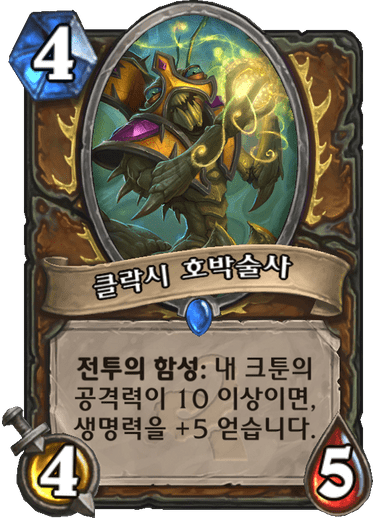 4
클락시 호박술사
전투의 함성: 내 크툰의
공격력이 10 이상이면,
생명력을 +5 얻습니다.
4
5